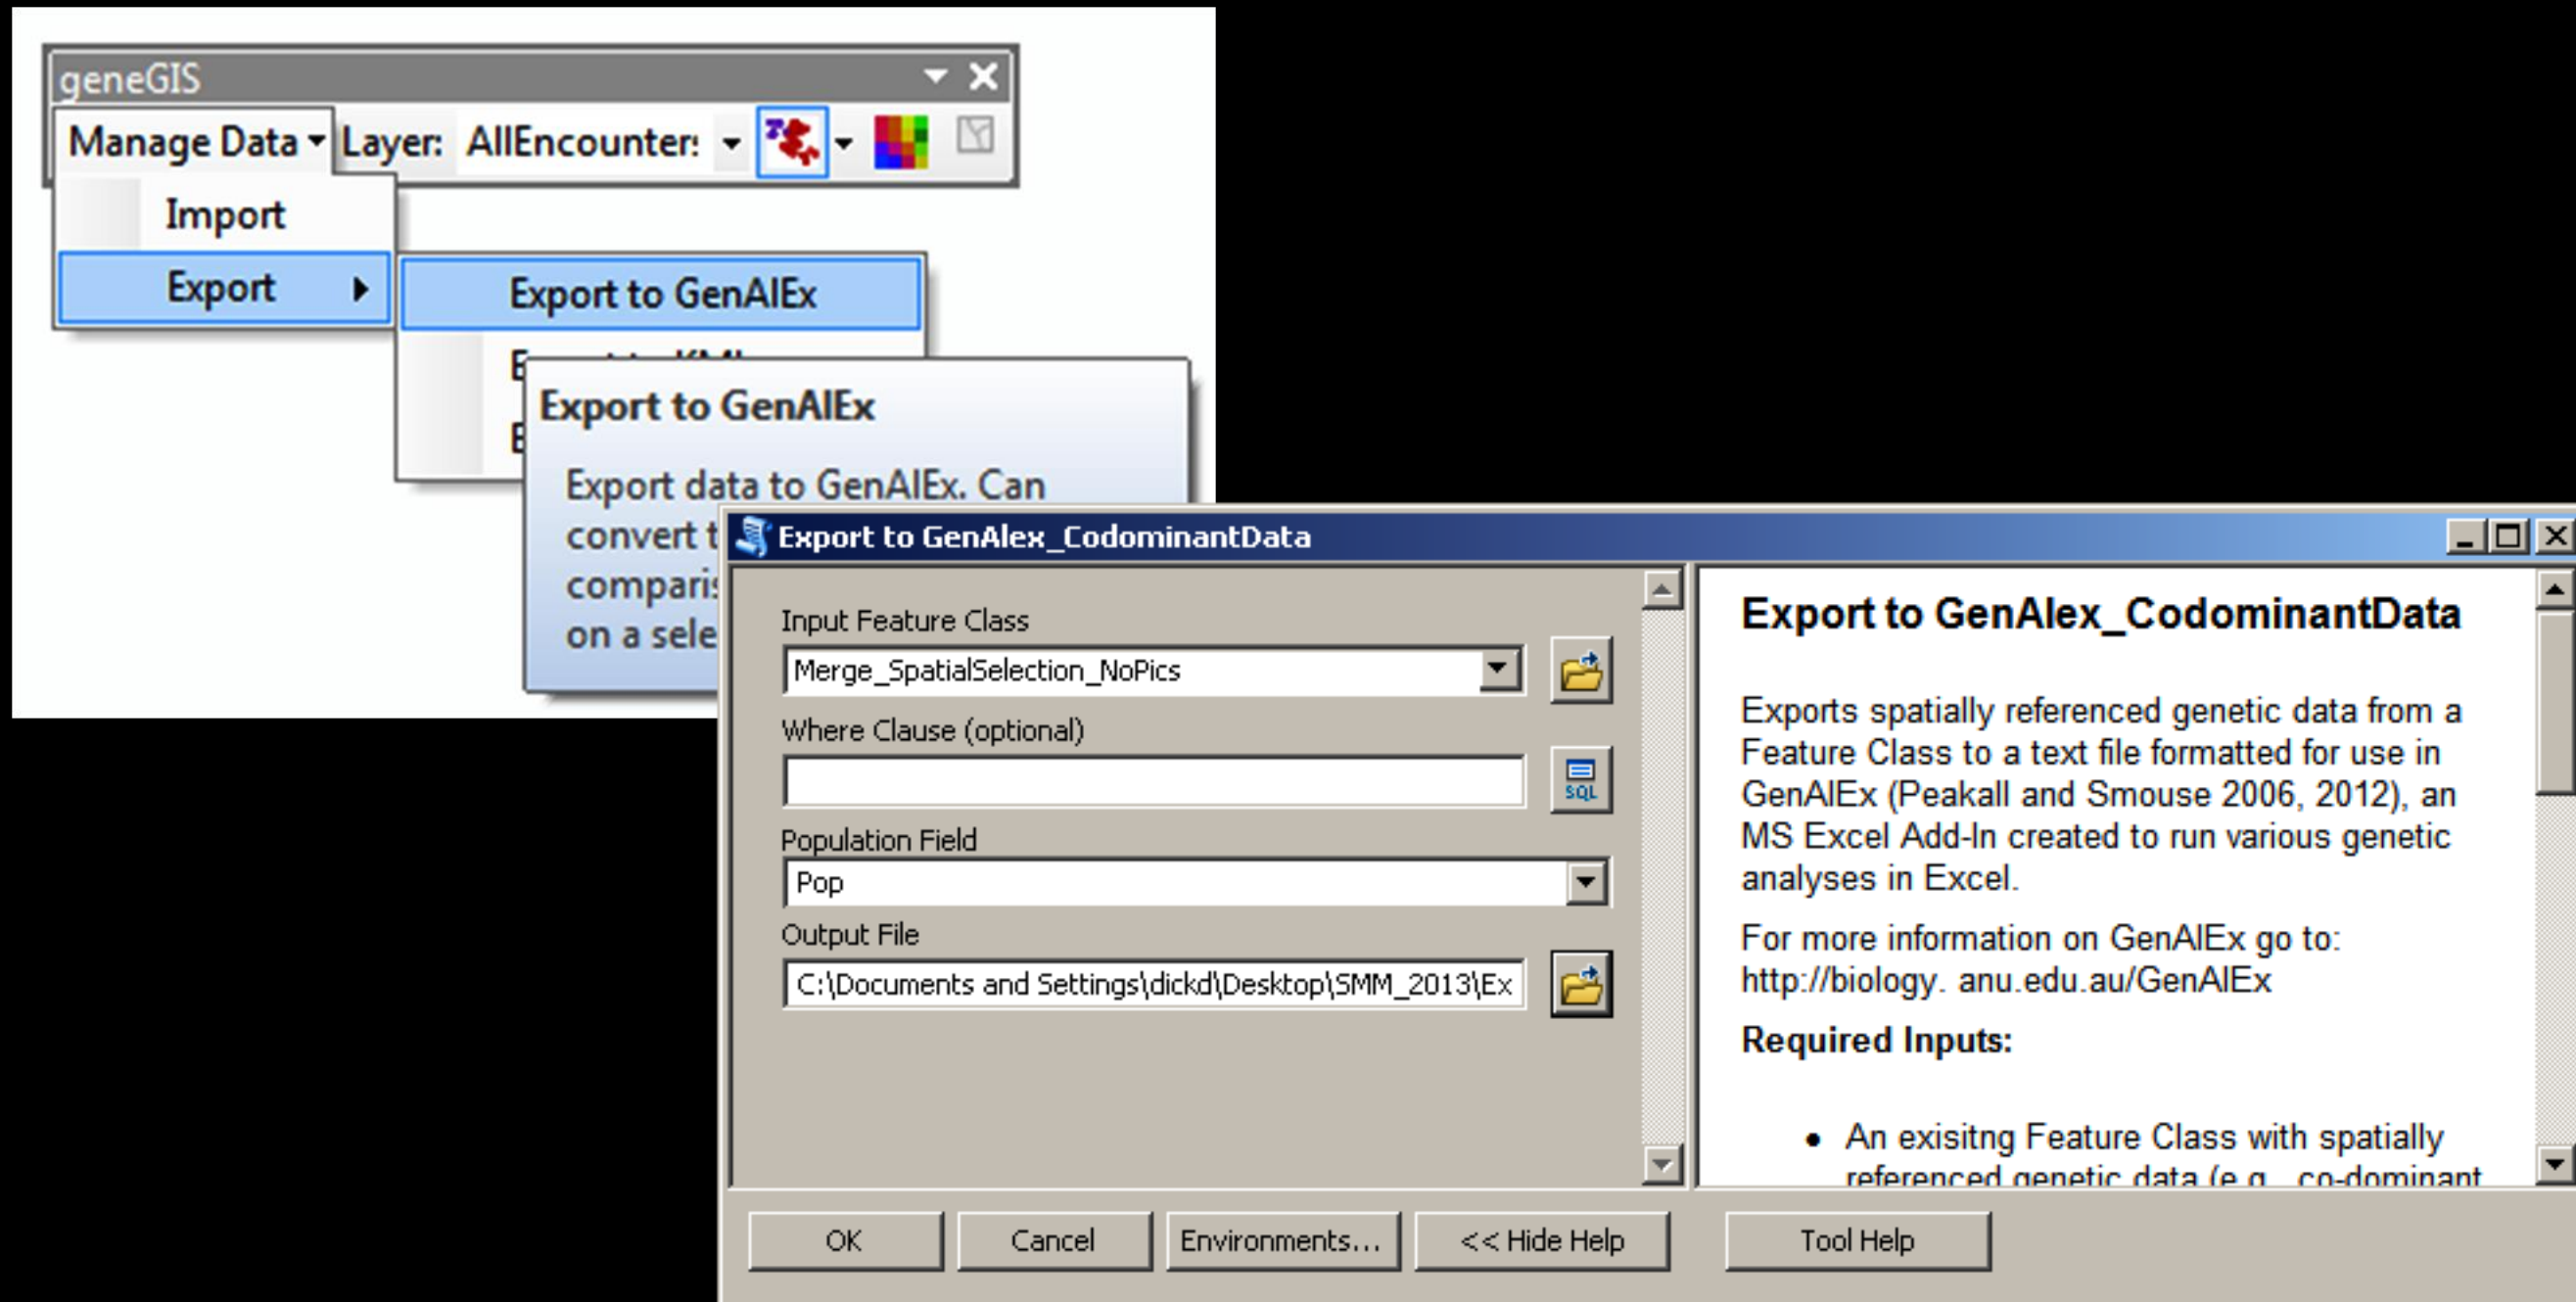 geneGIS
Manage Data Layer: AllEncounter:
Import
Export
Export to GenAlEx
Export to GenAlEx
Export data to GenAlEx. Can
convert
on a
Export to GenAlex_CodominantData
Input Feature Class
Merge_SpatialSelection_NoPics
Where Clause (optional)
SQL
Population Field
Pop
Output File
C:\Documents and Settings\dickd\Desktop\SMM_2013\Ex
OK
Cancel
Environments...
<< Hide Help
Export to GenAlex_CodominantData
Exports spatially referenced genetic data from a
Feature Class to a text file formatted for use in
GenAlEx (Peakall and Smouse 2006, 2012), an
MS Excel Add-In created to run various genetic
analyses in Excel.
For more information on GenAlEx go to:
http://biology. anu.edu.au/GenAlEx
Required Inputs:
• An exisitng Feature Class with spatially
referenced genetic data (e.g., co-dominant
Tool Help